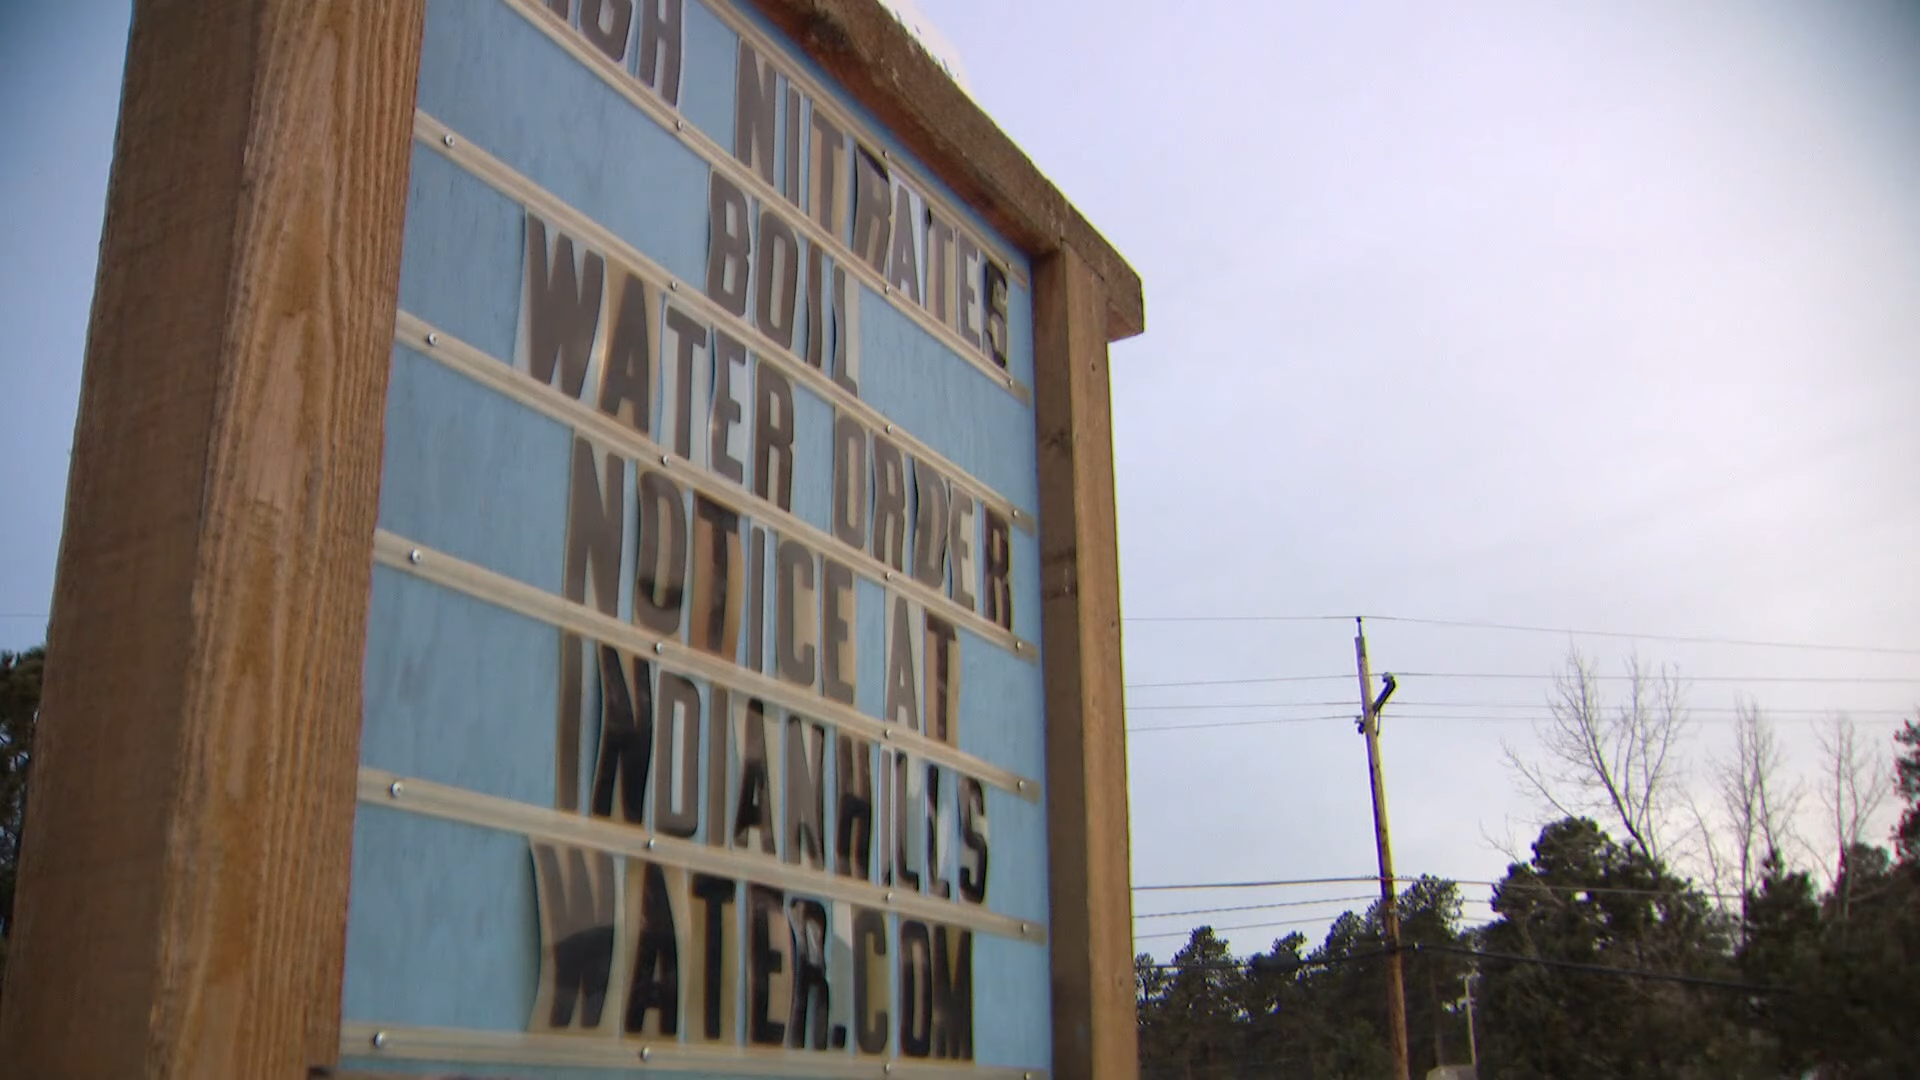 NITRATES
BOIL
WATER ORDER
NOTICE AT
INDIANHILLS
WATER.COM